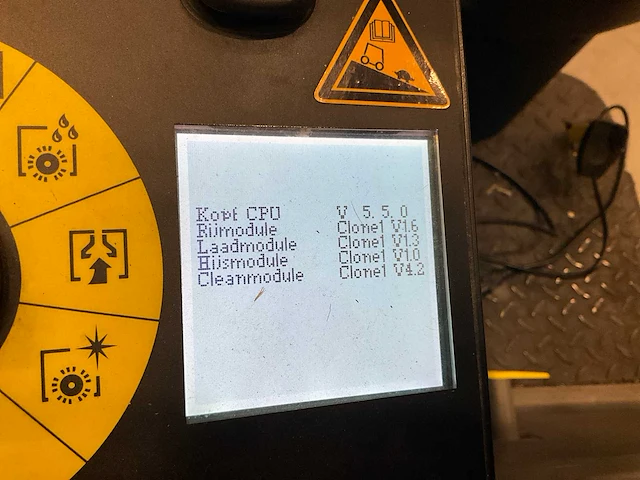 Kopf CPU V 5. 5. 0
Rijmodule Clone1 V1.6
Laadmodule Clone1 V1.3
Hijsmodule Clone1 V1.0
Cleanmodule Clone1 V4.2